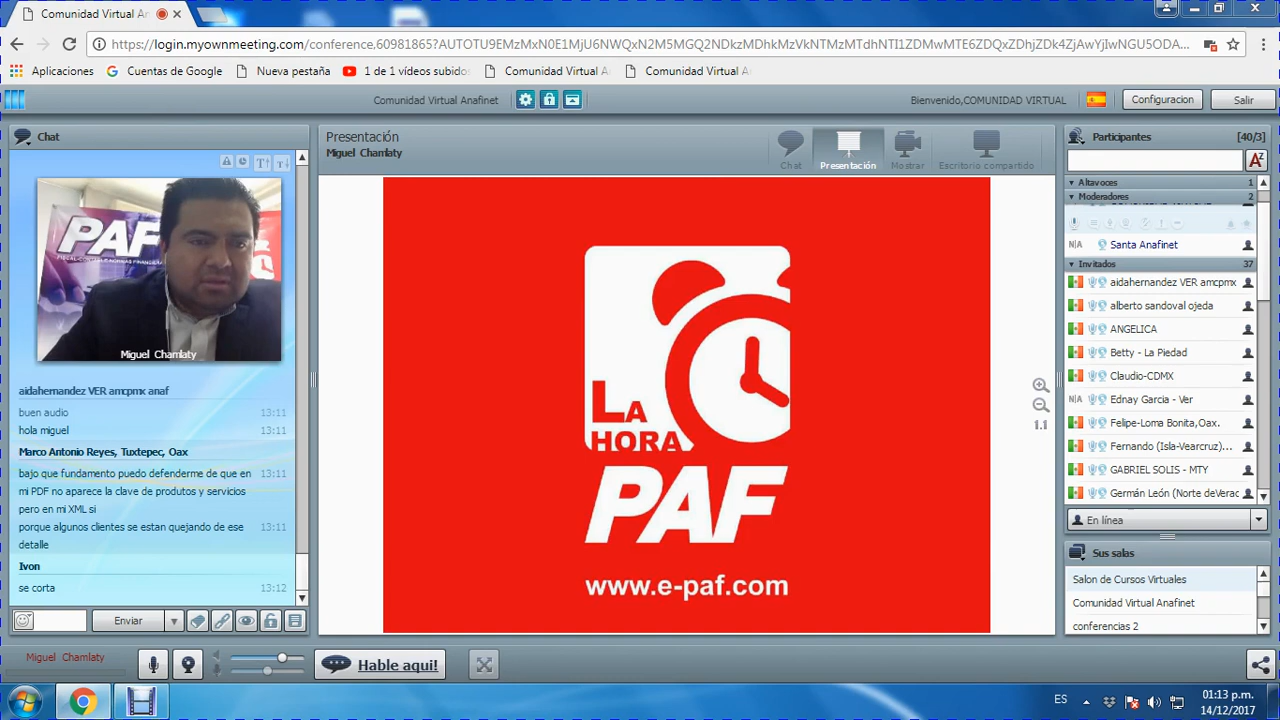 Comunidad Virtual An
https://login.myownmeeting.com/conference,60981865?AUTOTU9EMzMxN0E1MjU6NWQxN2M5MGQ2NDkzMDhkMzVkNTMzMTdhNTI1ZDMwMTE6ZDQxZDhjZDk4ZjAwYjIwNGU5ODA...
Aplicaciones
Cuentas de Google
Nueva pestaña
1 de 1 vídeos subidos
Comunidad Virtual A
Comunidad Virtual A
Comunidad Virtual Anafinet
Bienvenido,COMUNIDAD VIRTUAL
Configuracion
Salir
Chat
PAF
Miguel Chamlaty
aidahernandez VER amcpmx anaf
buen audio 13:11
hola miguel 13:11
Marco Antonio Reyes, Tuxtepec, Oax
bajo que fundamento puedo defenderme de que en 13:11
mi PDF no aparece la clave de produtos y servicios
pero en mi XML si
porque algunos clientes se estan quejando de ese 13:11
detalle
Ivon
se corta 13:12
Enviar
Miguel Chamlaty
Hable aqui!
Presentación
Miguel Chamlaty
Chat
Presentación
Mostrar
Escritorio compartido
LA
HORA
PAF
www.e-paf.com
1.1
Participantes [40/3]
Altavoces 1
Moderadores 2
N|A Santa Anafinet
Invitados 37
aidahernandez VER amcpmx
alberto sandoval ojeda
ANGELICA
Betty - La Piedad
Claudio-CDMX
N|A Ednay Garcia - Ver
Felipe-Loma Bonita,Oax.
Fernando (Isla-Vearcruz)...
GABRIEL SOLIS - MTY
Germán León (Norte deVerac
En línea
Sus salas
Salon de Cursos Virtuales
Comunidad Virtual Anafinet
conferencias 2
ES
01:13 p.m.
14/12/2017